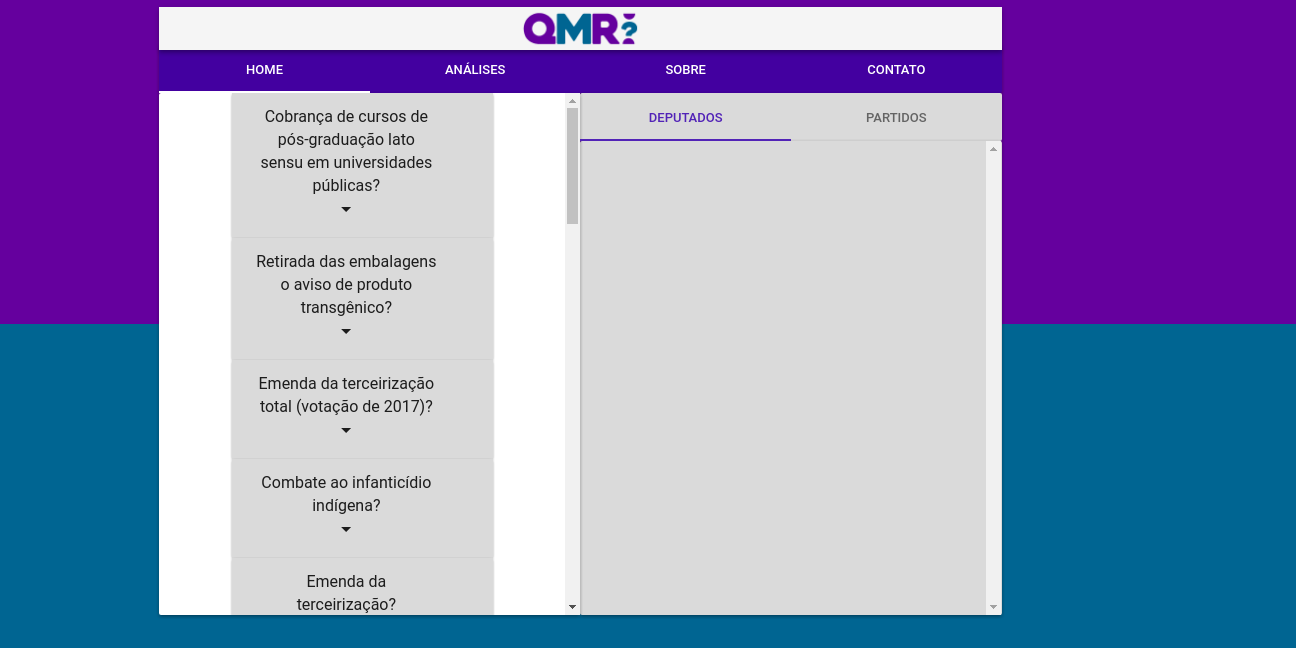 QMR?
HOME
ANÁLISES
SOBRE
CONTATO
Cobrança de cursos de
pós-graduação lato
sensu em universidades
públicas?
Retirada das embalagens
o aviso de produto
transgênico?
Emenda da terceirização
total (votação de 2017)?
Combate ao infanticídio
indígena?
Emenda da
terceirização?
DEPUTADOS
PARTIDOS